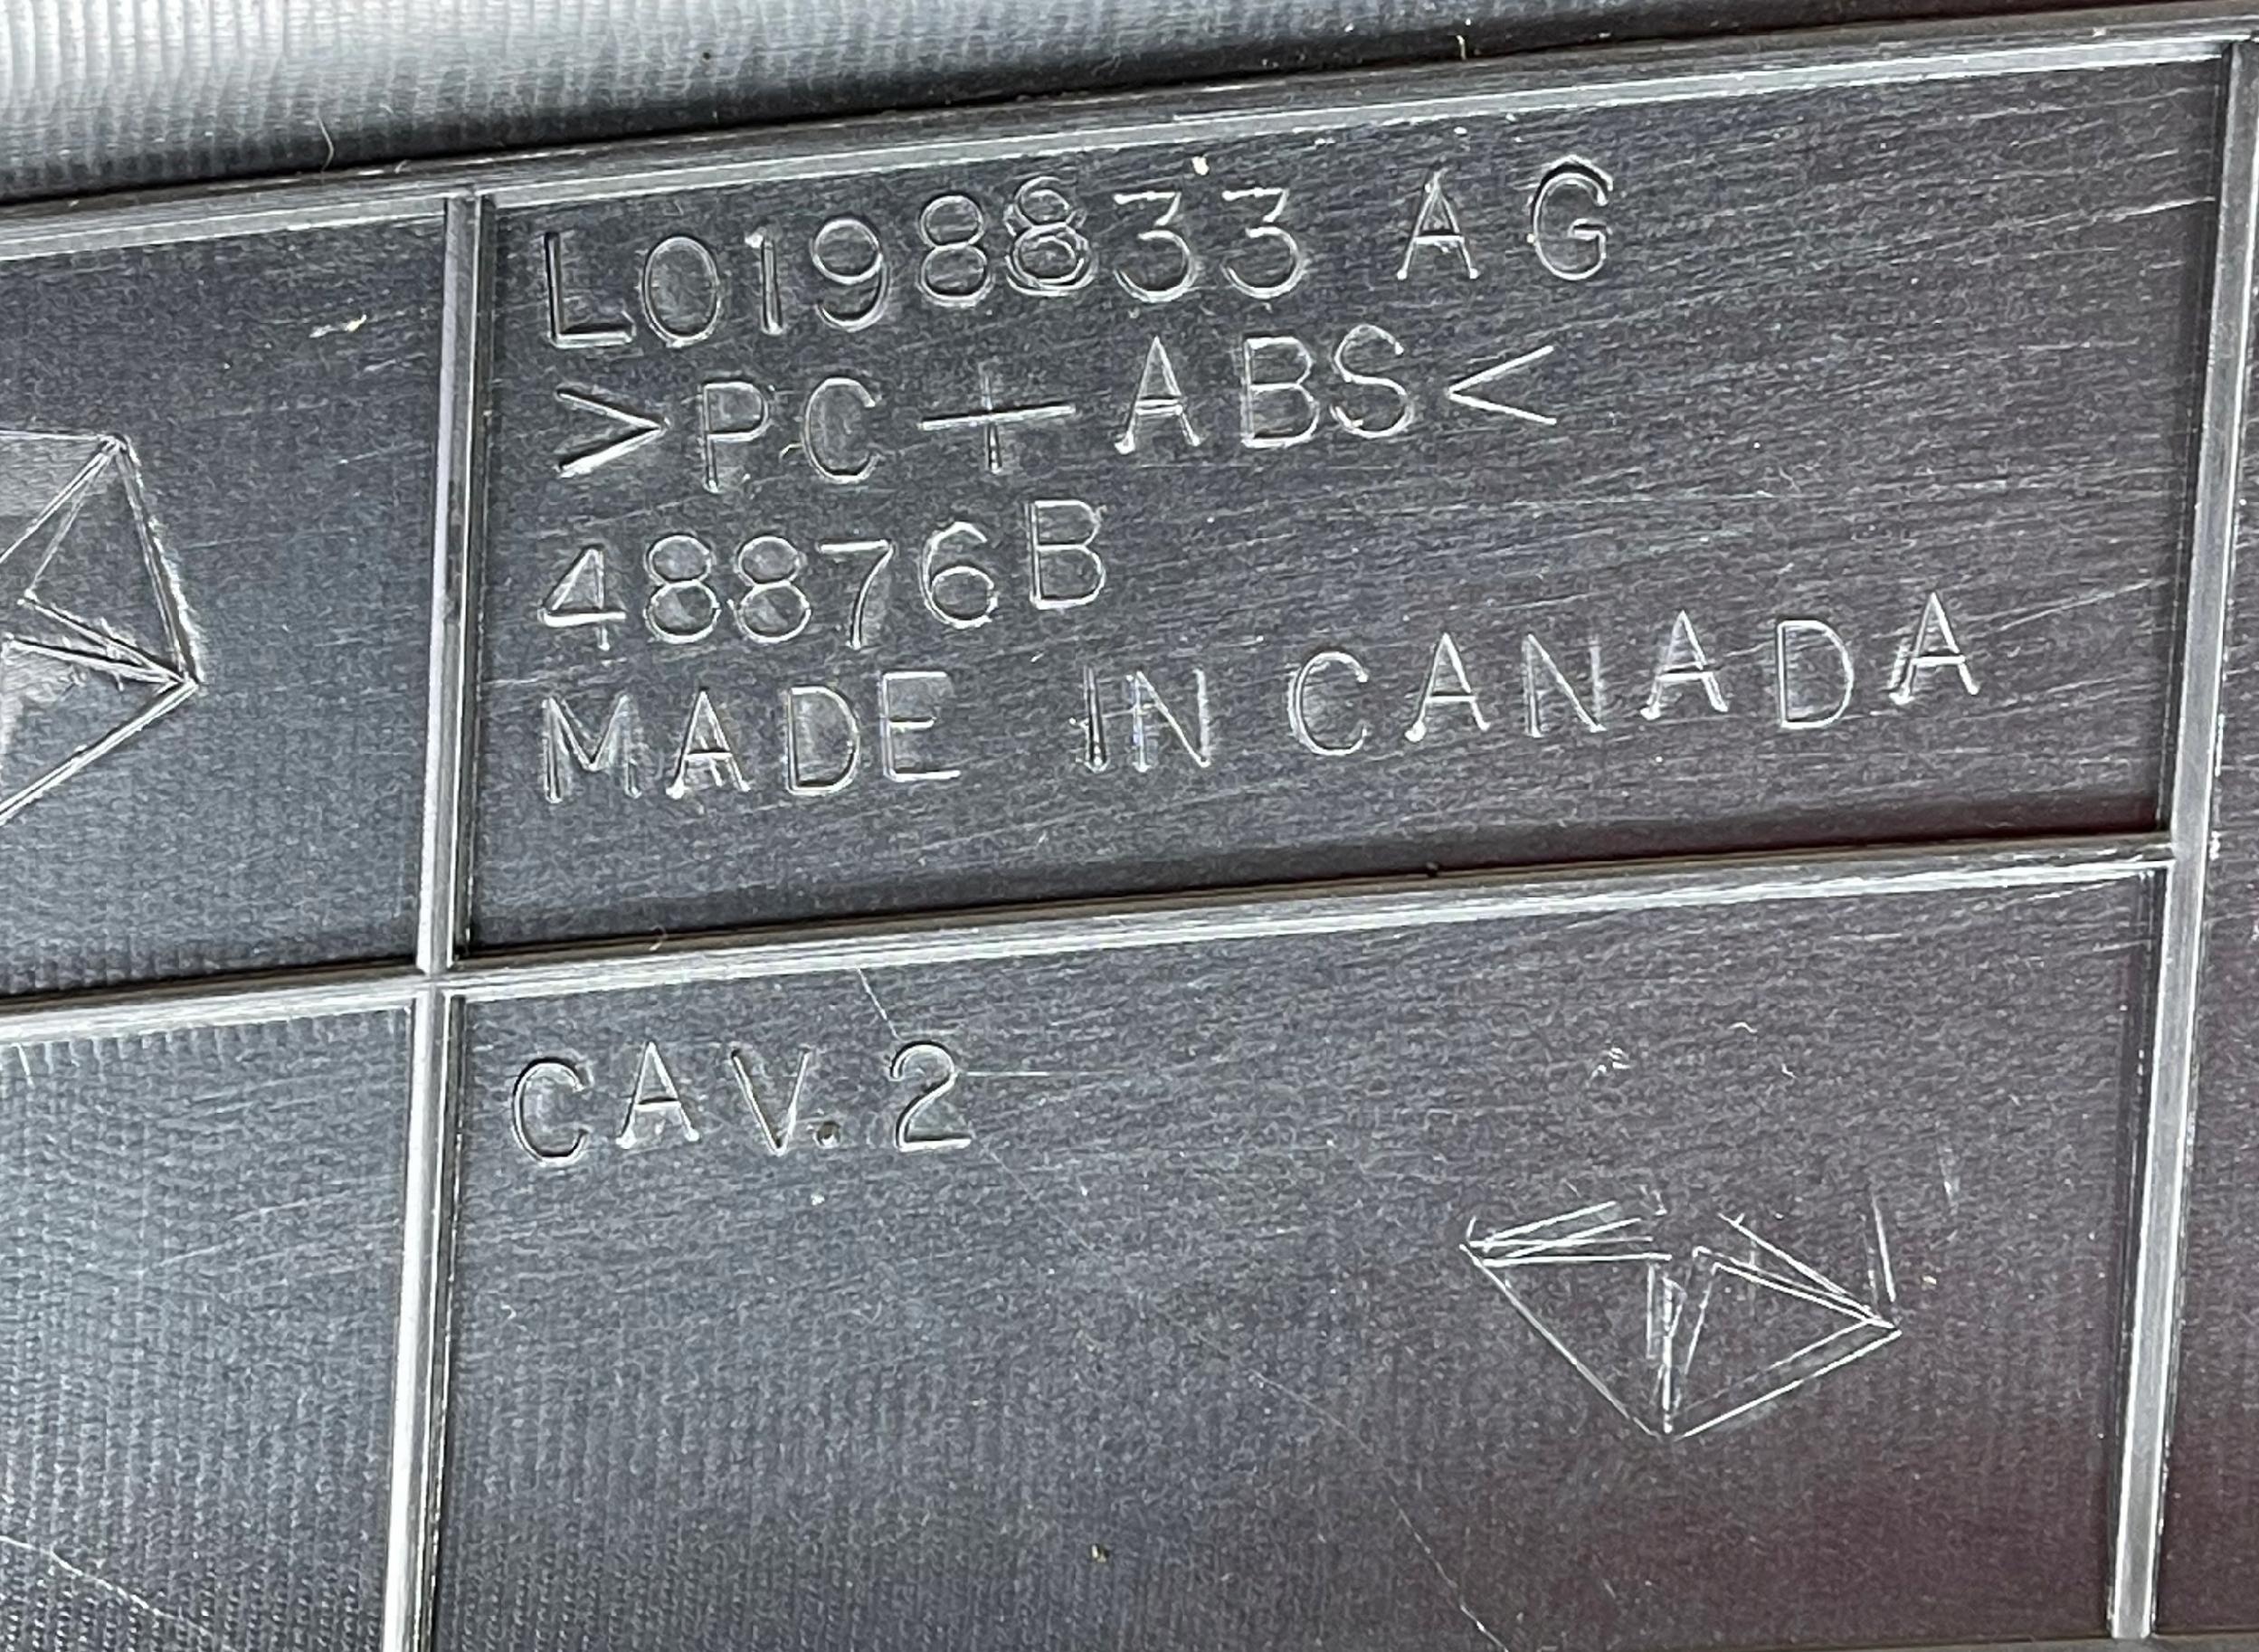 L0198833 AG
>PC+ABS<
48876B
MADE IN CANADA
CAV.2